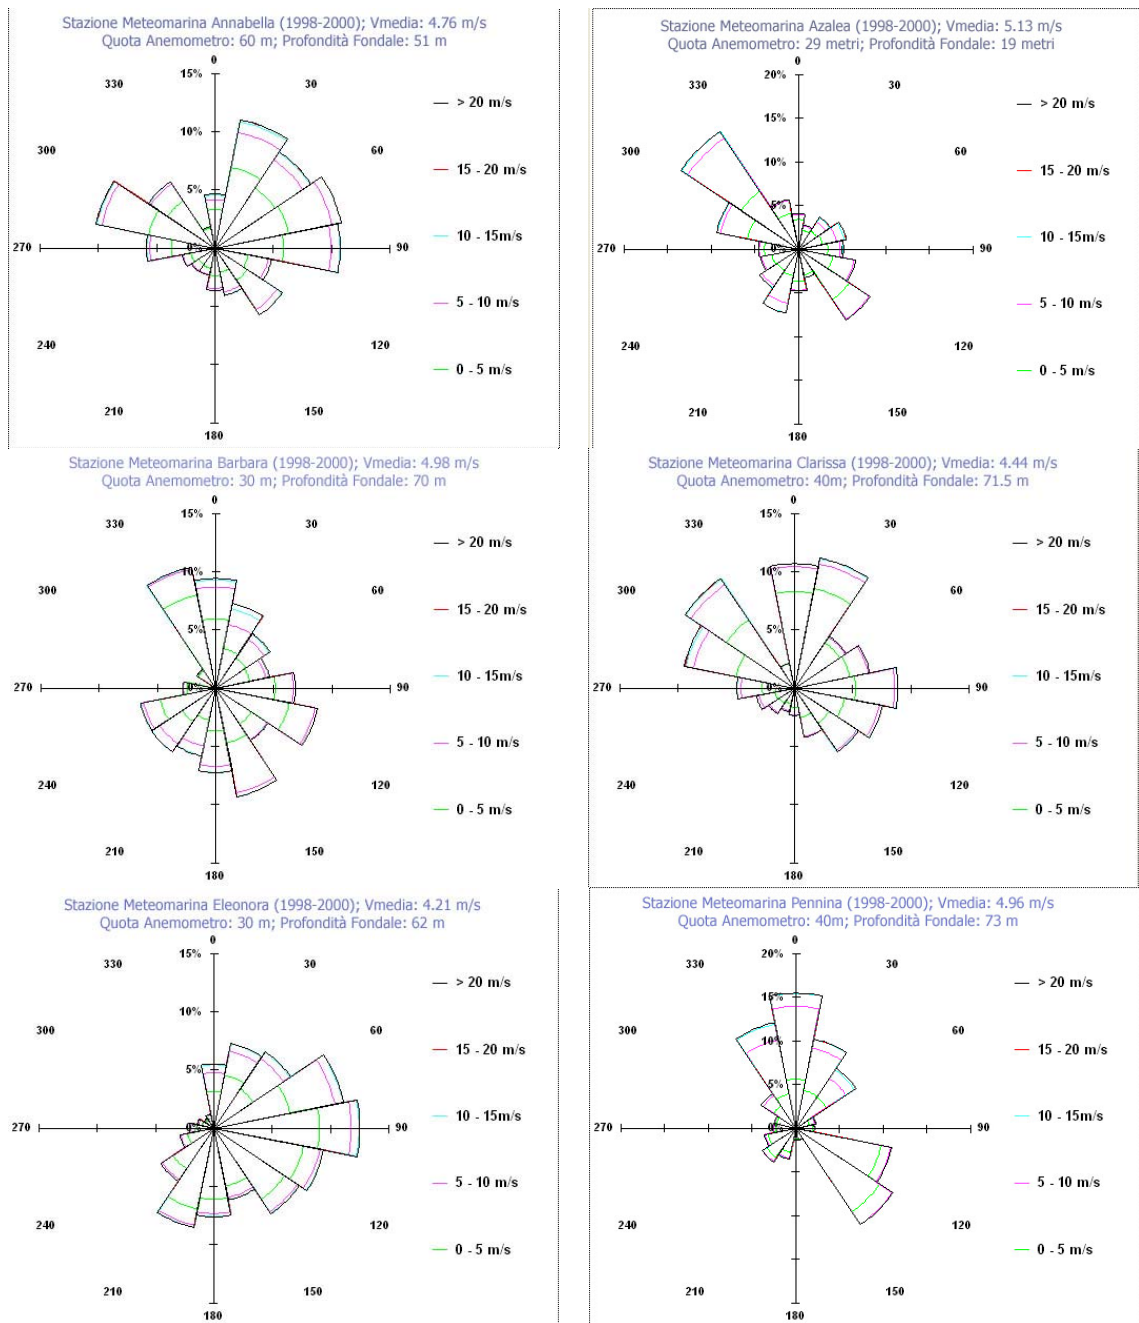 Stazione Meteomarina Annabella (1998-2000); Vmedia: 4.76 m/s
Quota Anemometro: 60 m; Profondità Fondale: 51 m
0
15%
330
30
> 20 m/s
10%
300
60
15 - 20 m/s
5%
10 - 15m/s
270
0%
90
5 - 10 m/s
240
120
0 - 5 m/s
210
150
180
Stazione Meteomarina Azalea (1998-2000); Vmedia: 5.13 m/s
Quota Anemometro: 29 metri; Profondità Fondale: 19 metri
0
20%
330
30
> 20 m/s
15%
300
60
10%
15 - 20 m/s
5%
10 - 15m/s
270
0%
90
5 - 10 m/s
240
120
0 - 5 m/s
210
150
180
Stazione Meteomarina Barbara (1998-2000); Vmedia: 4.98 m/s
Quota Anemometro: 30 m; Profondità Fondale: 70 m
0
15%
330
30
> 20 m/s
10%
300
60
15 - 20 m/s
5%
10 - 15m/s
270
0%
90
5 - 10 m/s
240
120
0 - 5 m/s
210
150
180
Stazione Meteomarina Clarissa (1998-2000); Vmedia: 4.44 m/s
Quota Anemometro: 40m; Profondità Fondale: 71.5 m
0
15%
330
30
> 20 m/s
10%
300
60
15 - 20 m/s
5%
10 - 15m/s
270
0%
90
5 - 10 m/s
240
120
0 - 5 m/s
210
150
180
Stazione Meteomarina Eleonora (1998-2000); Vmedia: 4.21 m/s
Quota Anemometro: 30 m; Profondità Fondale: 62 m
0
15%
330
30
> 20 m/s
10%
300
60
15 - 20 m/s
5%
10 - 15m/s
270
0%
90
5 - 10 m/s
240
120
0 - 5 m/s
210
150
180
Stazione Meteomarina Pennina (1998-2000); Vmedia: 4.96 m/s
Quota Anemometro: 40m; Profondità Fondale: 73 m
0
20%
330
30
> 20 m/s
15%
300
60
10%
15 - 20 m/s
5%
10 - 15m/s
270
0%
90
5 - 10 m/s
240
120
0 - 5 m/s
210
150
180